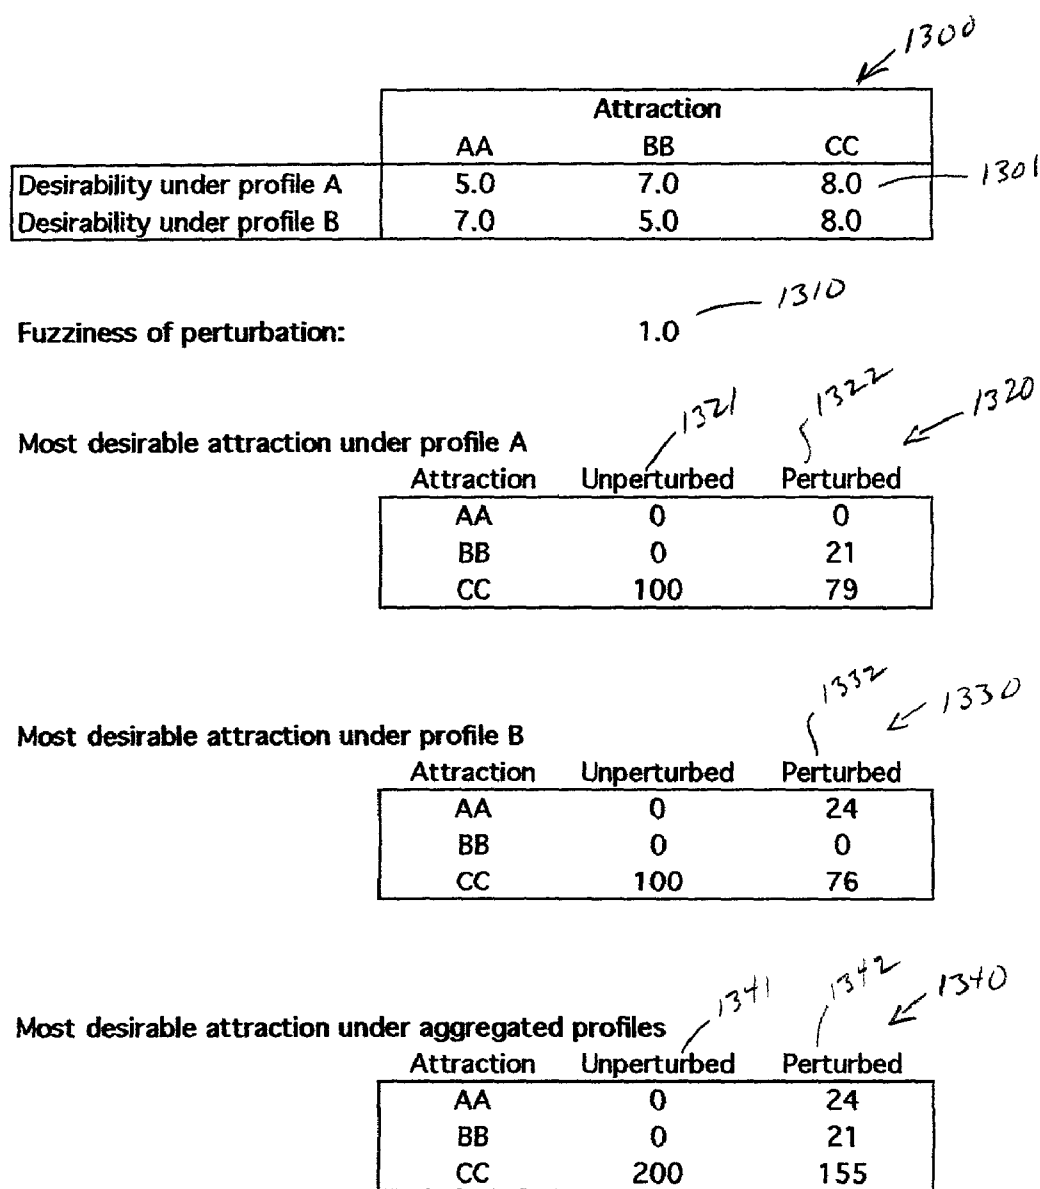 1300
Attraction
AA BB CC
Desirability under profile A 5.0 7.0 8.0 1301
Desirability under profile B 7.0 5.0 8.0
1310
Fuzziness of perturbation: 1.0
1321 1322 1320
Most desirable attraction under profile A
Attraction Unperturbed Perturbed
AA 0 0
BB 0 21
CC 100 79
1332 1330
Most desirable attraction under profile B
Attraction Unperturbed Perturbed
AA 0 24
BB 0 0
CC 100 76
1341 1342 1340
Most desirable attraction under aggregated profiles
Attraction Unperturbed Perturbed
AA 0 24
BB 0 21
CC 200 155